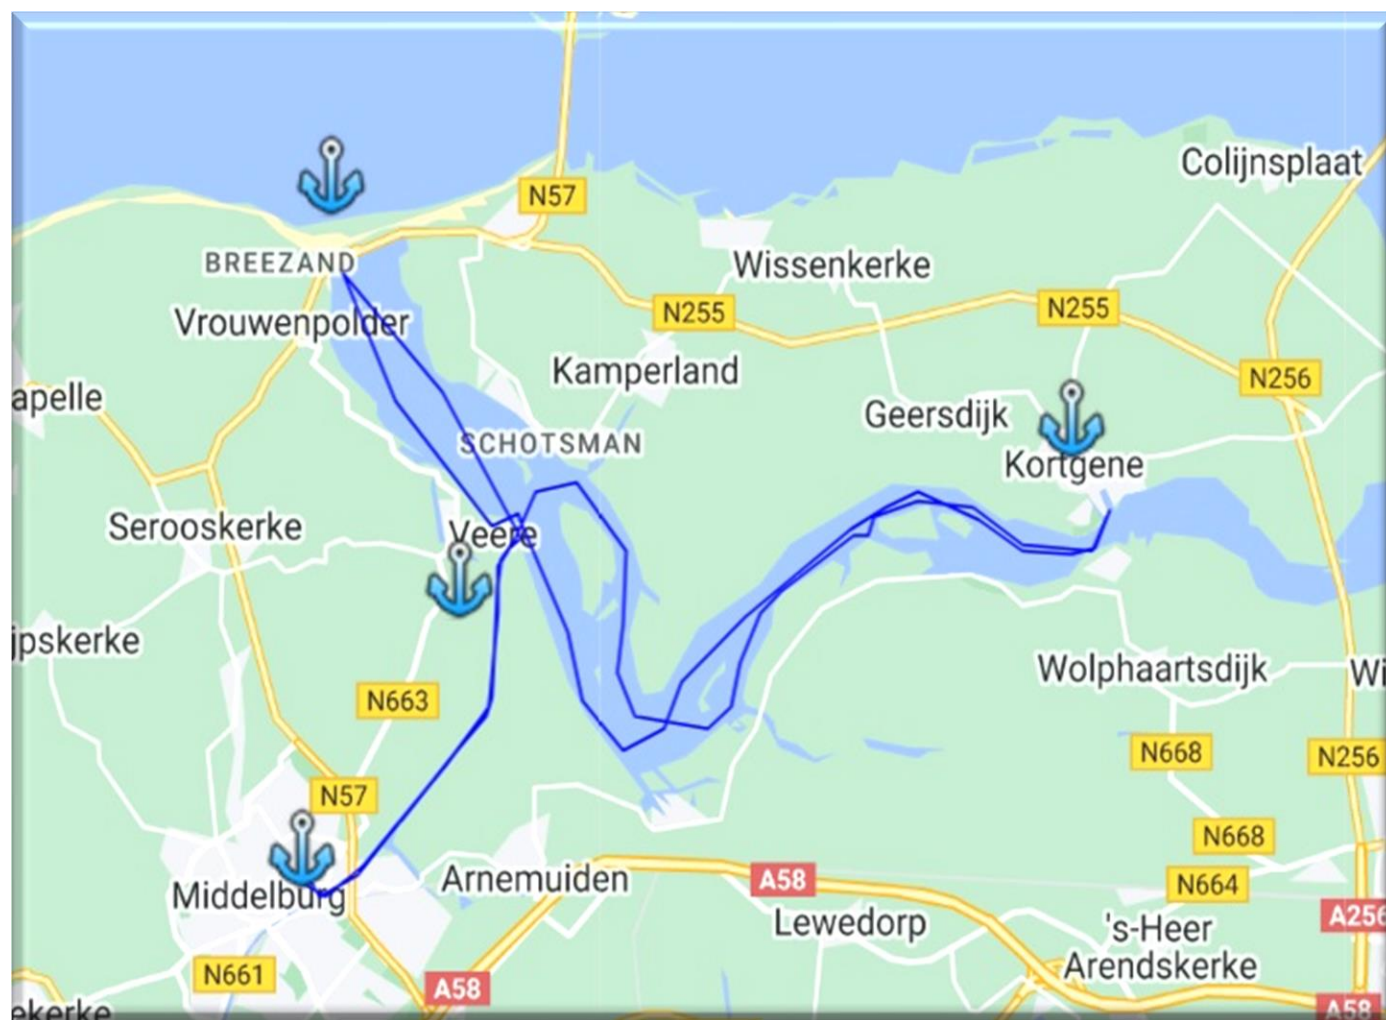 Colijnsplaat
N57
BREEZAND
Wissenkerke
Vrouwenpolder
N255
N255
Kamperland
N256
apelle
Geersdijk
SCHOTSMAN
Kortgene
Serooskerke
Veere
jpskerke
Wolphaartsdijk
Wi
N663
N668
N256
N57
N668
Arnemuiden
A58
N664
Middelburg
Lewedorp
A256
's-Heer
Arendskerke
N661
A58
A58
ekerke